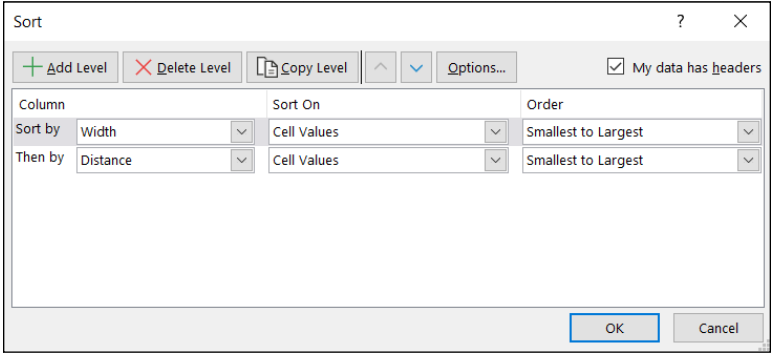 Sort ?
Add Level Delete Level Copy Level Options... My data has headers
Column Sort On Order
Sort by Width Cell Values Smallest to Largest
Then by Distance Cell Values Smallest to Largest
OK Cancel